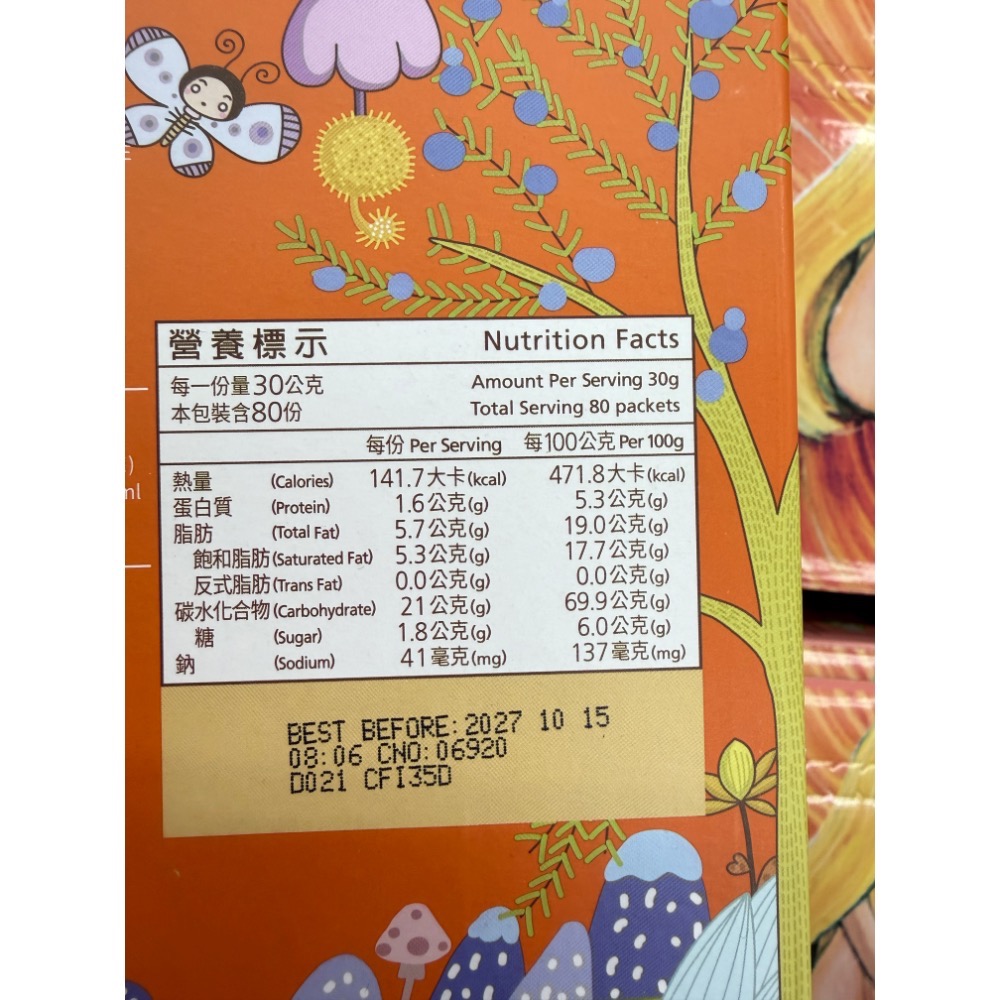 營養標示 Nutrition Facts
每一份量30公克 Amount Per Serving 30g
本包裝含80份 Total Serving 80 packets
每份 Per Serving 每100公克 Per 100g
熱量 (Calories) 141.7大卡(kcal) 471.8大卡(kcal)
蛋白質 (Protein) 1.6公克(g) 5.3公克(g)
脂肪 (Total Fat) 5.7公克(g) 19.0公克(g)
飽和脂肪(Saturated Fat) 5.3公克(g) 17.7公克(g)
反式脂肪(Trans Fat) 0.0公克(g) 0.0公克(g)
碳水化合物(Carbohydrate) 21公克(g) 69.9公克(g)
糖 (Sugar) 1.8公克(g) 6.0公克(g)
鈉 (Sodium) 41毫克(mg) 137毫克(mg)
BEST BEFORE: 2027 10 15
08:06 CNO: 06920
D021 CFI35D
)
ml